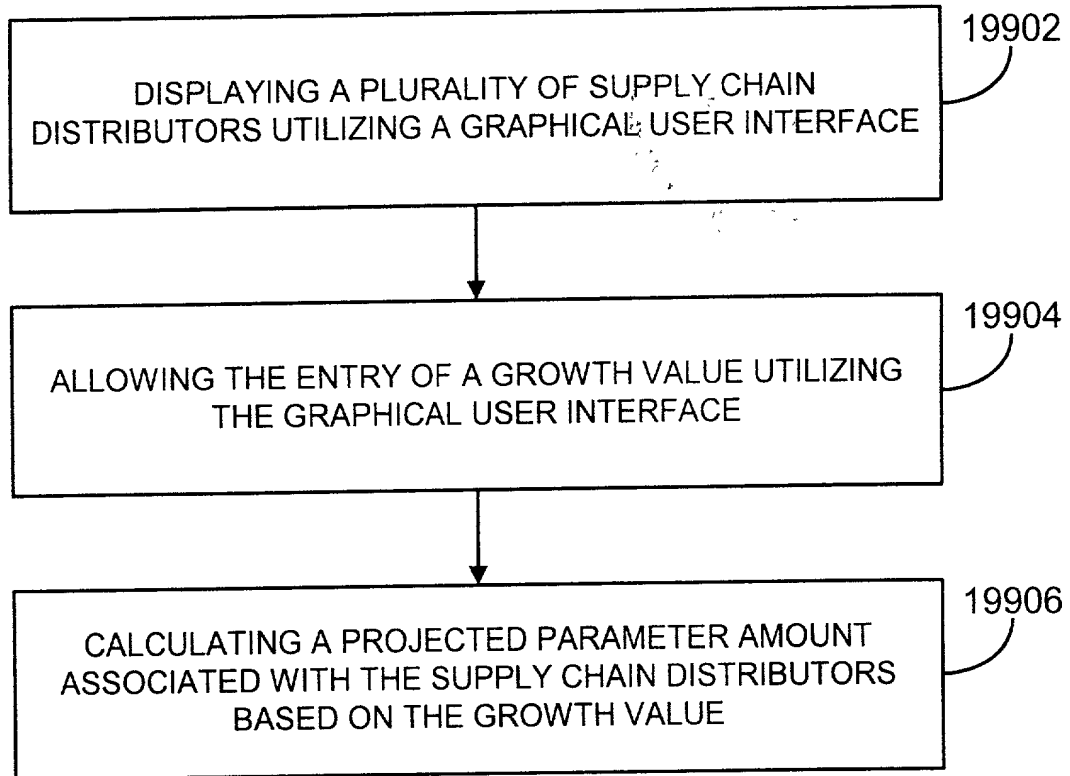 19902
DISPLAYING A PLURALITY OF SUPPLY CHAIN
DISTRIBUTORS UTILIZING A GRAPHICAL USER INTERFACE
19904
ALLOWING THE ENTRY OF A GROWTH VALUE UTILIZING
THE GRAPHICAL USER INTERFACE
19906
CALCULATING A PROJECTED PARAMETER AMOUNT
ASSOCIATED WITH THE SUPPLY CHAIN DISTRIBUTORS
BASED ON THE GROWTH VALUE